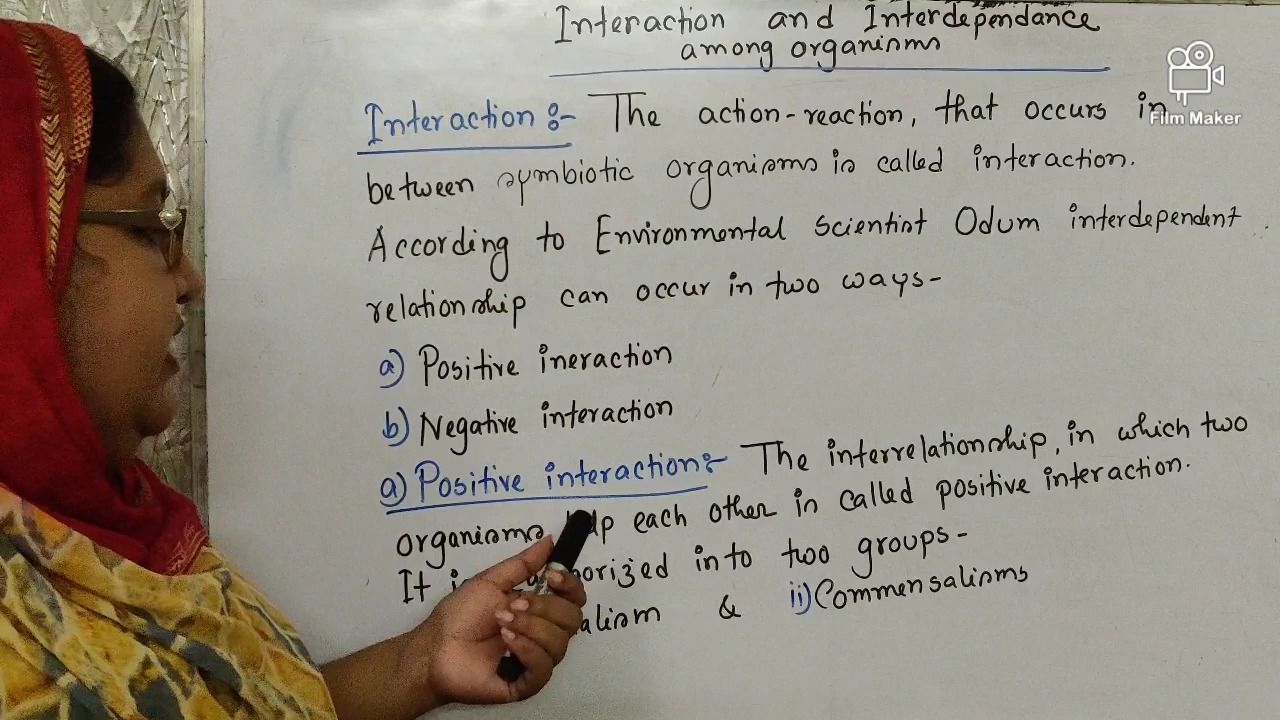 Interaction and Interdependance
among organisms
Interaction :- The action-reaction, that occurs in
between symbiotic organisms is called interaction.
According to Environmental Scientist Odum interdependent
relationship can occur in two ways-
a) Positive ineraction
b) Negative interaction
a) Positive interaction:- The interrelationship, in which two
organisms help each other is called positive interaction.
It into two groups-
& ii) Commensalisms
Film Maker